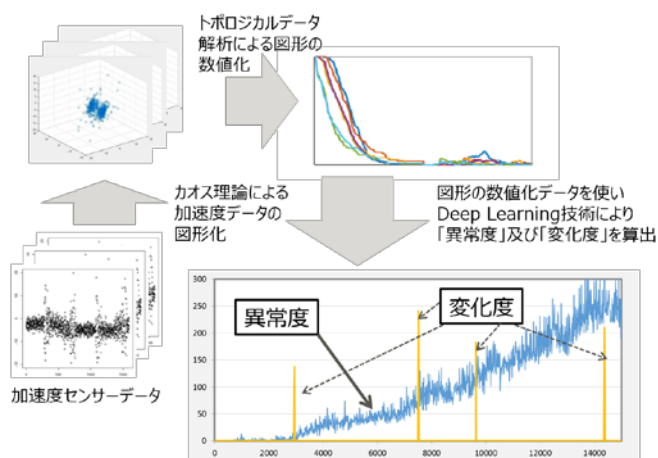 トポロジカルデータ
解析による図形の
数値化
カオス理論による
加速度データの
図形化
図形の数値化データを使い
Deep Learning技術により
「異常度」及び「変化度」を算出
加速度センサーデータ
異常度
変化度
300
250
200
150
100
50
0
0 2000 4000 6000 8000 10000 12000 14000